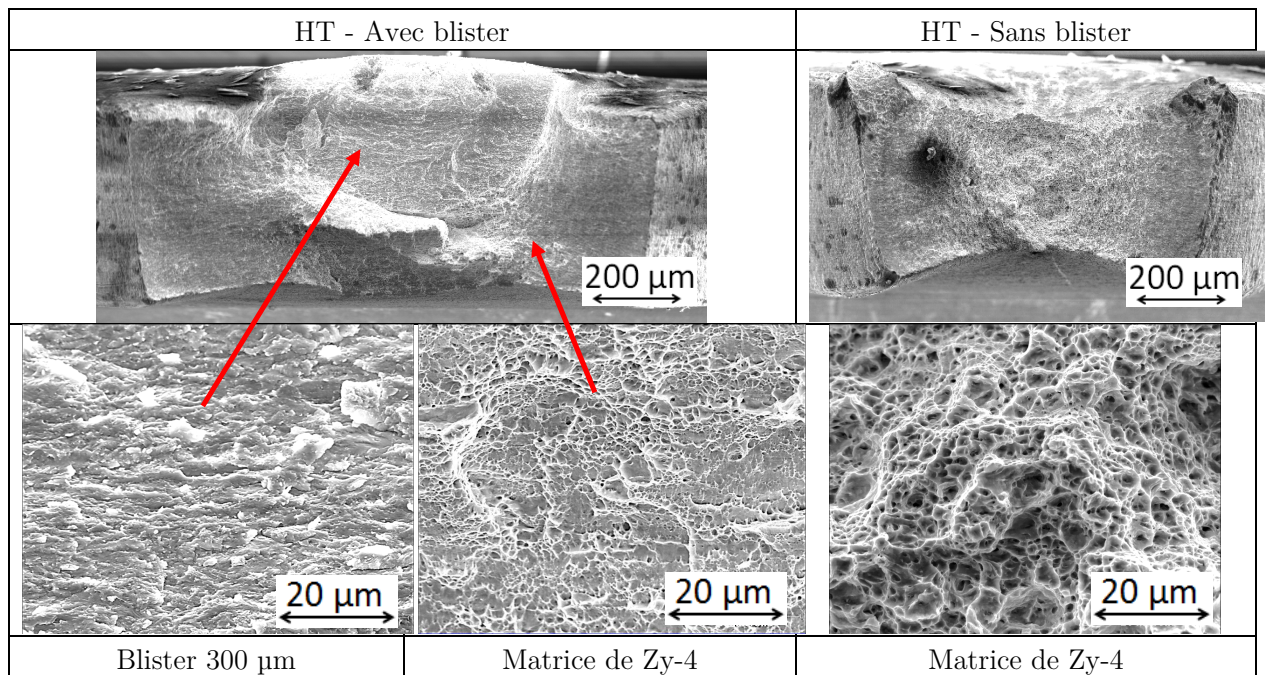 HT - Avec blister
HT - Sans blister
200 µm
200 µm
20 µm
20 µm
20 µm
Blister 300 µm
Matrice de Zy-4
Matrice de Zy-4